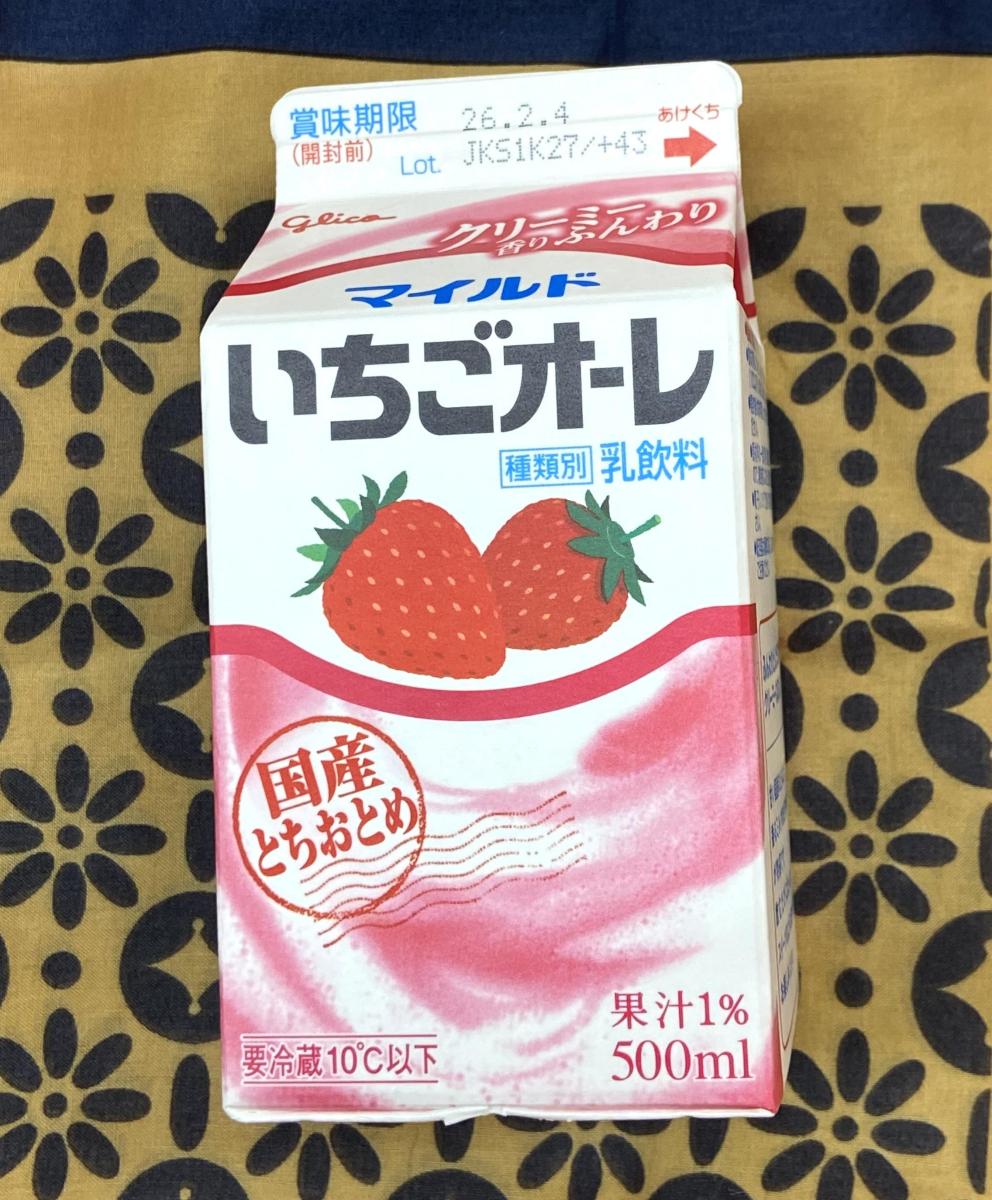 賞味期限 26.2.4
(開封前) Lot. JKS1K27/+43
あけくち
glico
クリーミー
香りふんわり
マイルド
いちごオーレ
種類別 乳飲料
国産
とちおとめ
果汁1%
要冷蔵10℃以下
500ml